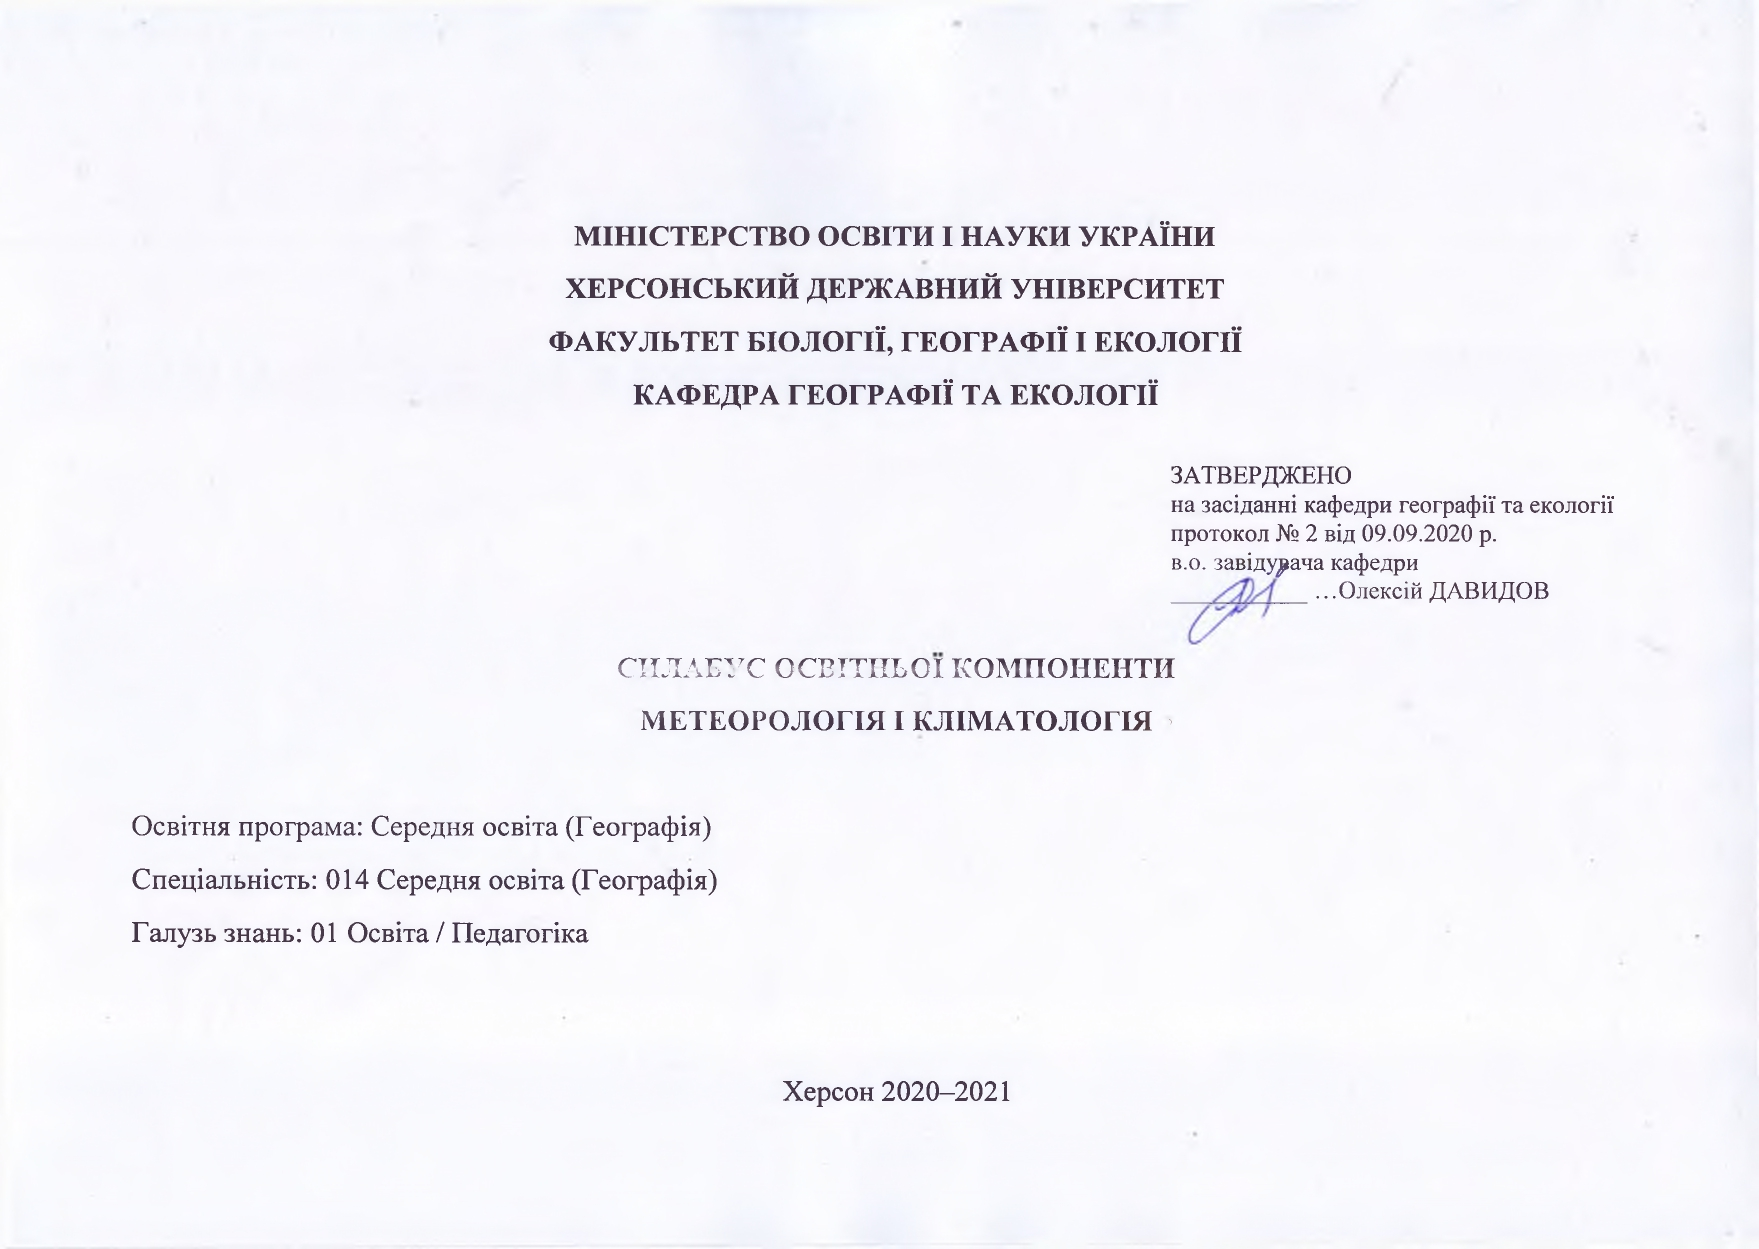 МІНІСТЕРСТВО ОСВІТИ І НАУКИ УКРАЇНИ
ХЕРСОНСЬКИЙ ДЕРЖАВНИЙ УНІВЕРСИТЕТ
ФАКУЛЬТЕТ БІОЛОГІЇ, ГЕОГРАФІЇ І ЕКОЛОГІЇ
КАФЕДРА ГЕОГРАФІЇ ТА ЕКОЛОГІЇ
ЗАТВЕРДЖЕНО
на засіданні кафедри географії та екології
протокол № 2 від 09.09.2020 р.
в.о. завідувача кафедри
___________ …Олексій ДАВИДОВ
СИЛАБУС ОСВІТНЬОЇ КОМПОНЕНТИ
МЕТЕОРОЛОГІЯ І КЛІМАТОЛОГІЯ
Освітня програма: Середня освіта (Географія)
Спеціальність: 014 Середня освіта (Географія)
Галузь знань: 01 Освіта / Педагогіка
Херсон 2020–2021